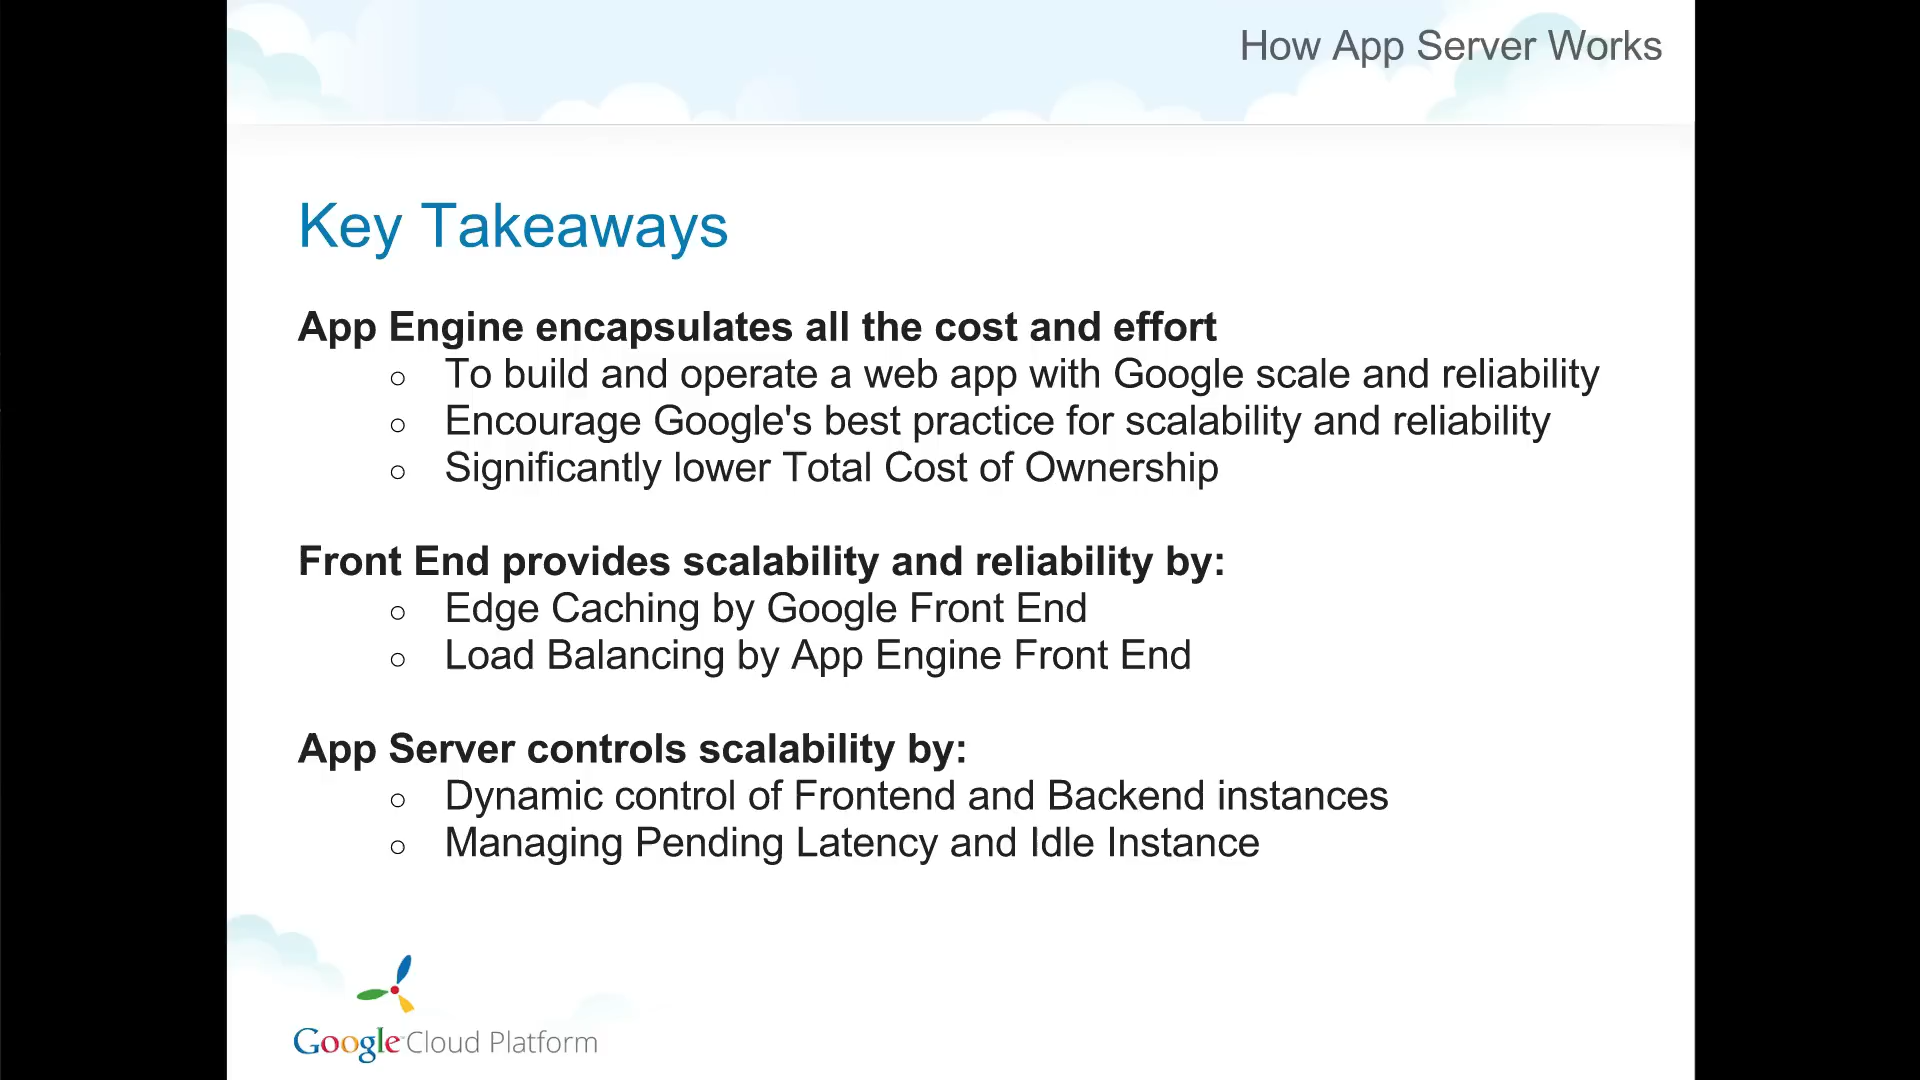 How App Server Works
Key Takeaways
App Engine encapsulates all the cost and effort
○ To build and operate a web app with Google scale and reliability
○ Encourage Google's best practice for scalability and reliability
○ Significantly lower Total Cost of Ownership
Front End provides scalability and reliability by:
○ Edge Caching by Google Front End
○ Load Balancing by App Engine Front End
App Server controls scalability by:
○ Dynamic control of Frontend and Backend instances
○ Managing Pending Latency and Idle Instance
Google Cloud Platform